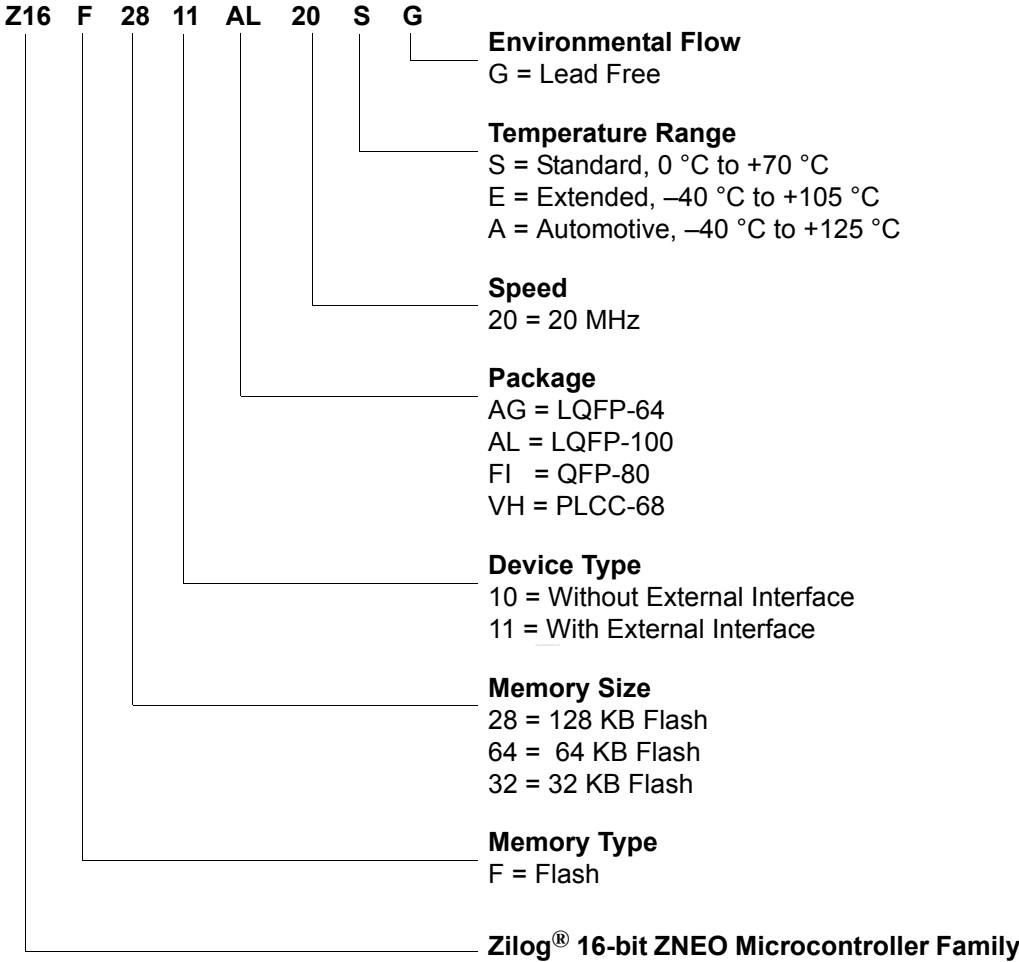 Z16 F 28 11 AL 20 S G
Environmental Flow
G = Lead Free
Temperature Range
S = Standard, 0 °C to +70 °C
E = Extended, –40 °C to +105 °C
A = Automotive, –40 °C to +125 °C
Speed
20 = 20 MHz
Package
AG = LQFP-64
AL = LQFP-100
FI = QFP-80
VH = PLCC-68
Device Type
10 = Without External Interface
11 = With External Interface
Memory Size
28 = 128 KB Flash
64 = 64 KB Flash
32 = 32 KB Flash
Memory Type
F = Flash
Zilog® 16-bit ZNEO Microcontroller Family